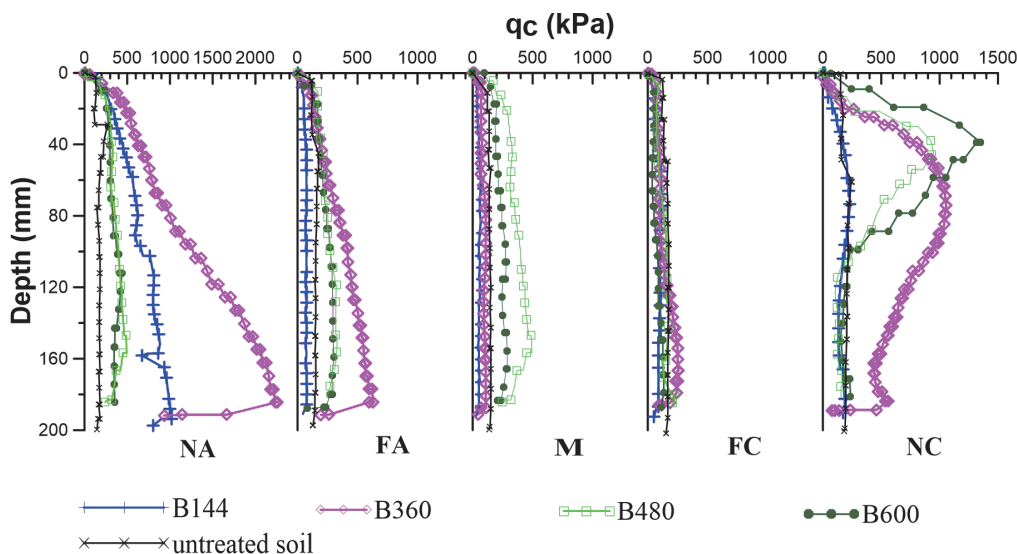 qc (kPa)
0 500 1000 1500 2000 0 500 1000 0 500 1000 0 500 1000 0 500 1000 1500
0
40
80
120
160
200
Depth (mm)
NA FA M FC NC
B144 B360 B480 B600
untreated soil